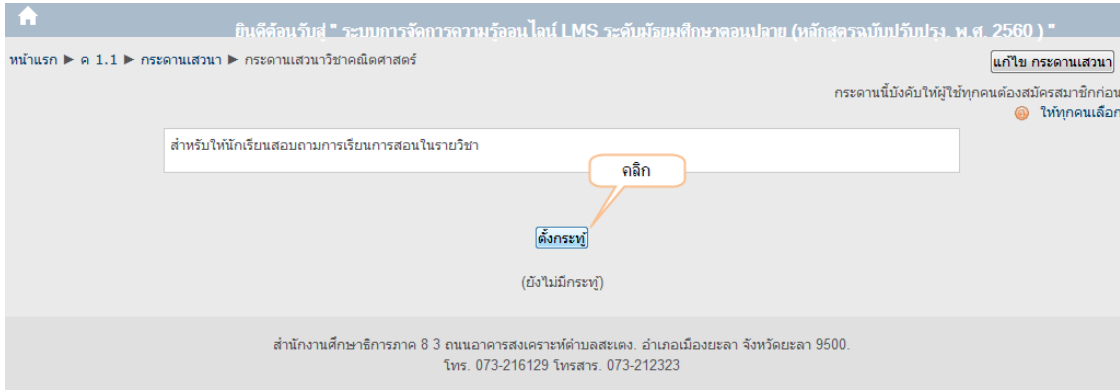 ยินดีต้อนรับสู่ " ระบบการจัดการความรู้ออนไลน์ LMS ระดับมัธยมศึกษาตอนปลาย (หลักสูตรฉบับปรับปรุง พ.ศ. 2560 ) "
หน้าแรก ► ค 1.1 ► กระดานเสวนา ► กระดานเสวนาวิชาคณิตศาสตร์
แก้ไข กระดานเสวนา
กระดานนี้บังคับให้ผู้ใช้ทุกคนต้องสมัครสมาชิกก่อน
ให้ทุกคนเลือก
สำหรับให้นักเรียนสอบถามการเรียนการสอนในรายวิชา
คลิก
ตั้งกระทู้
(ยังไม่มีกระทู้)
สำนักงานศึกษาธิการภาค 8 3 ถนนอาคารสงเคราะห์ตำบลสะเตง. อำเภอเมืองยะลา จังหวัดยะลา 9500.
โทร. 073-216129 โทรสาร. 073-212323